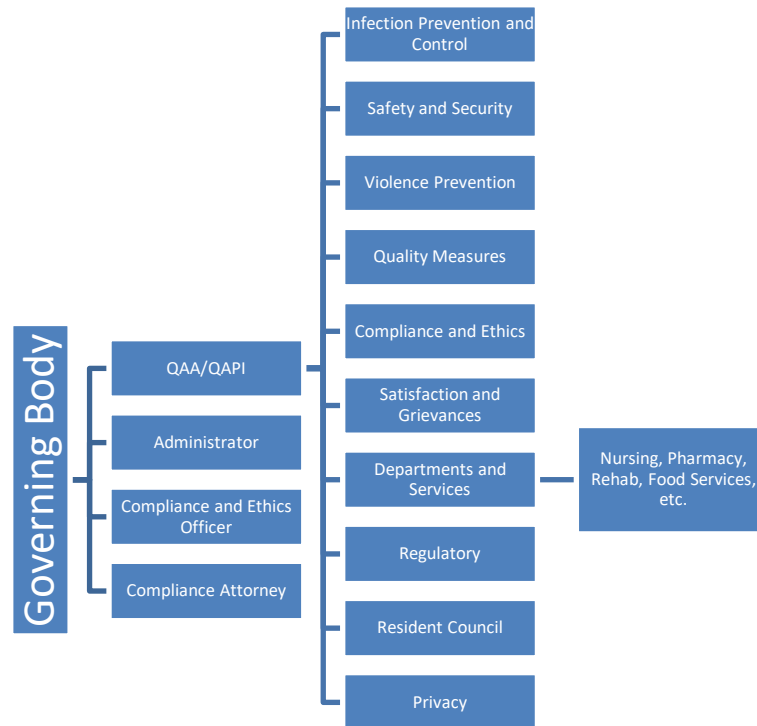 Governing Body
QAA/QAPI
Administrator
Compliance and Ethics
Officer
Compliance Attorney
Infection Prevention and
Control
Safety and Security
Violence Prevention
Quality Measures
Compliance and Ethics
Satisfaction and
Grievances
Departments and
Services
Regulatory
Resident Council
Privacy
Nursing, Pharmacy,
Rehab, Food Services,
etc.